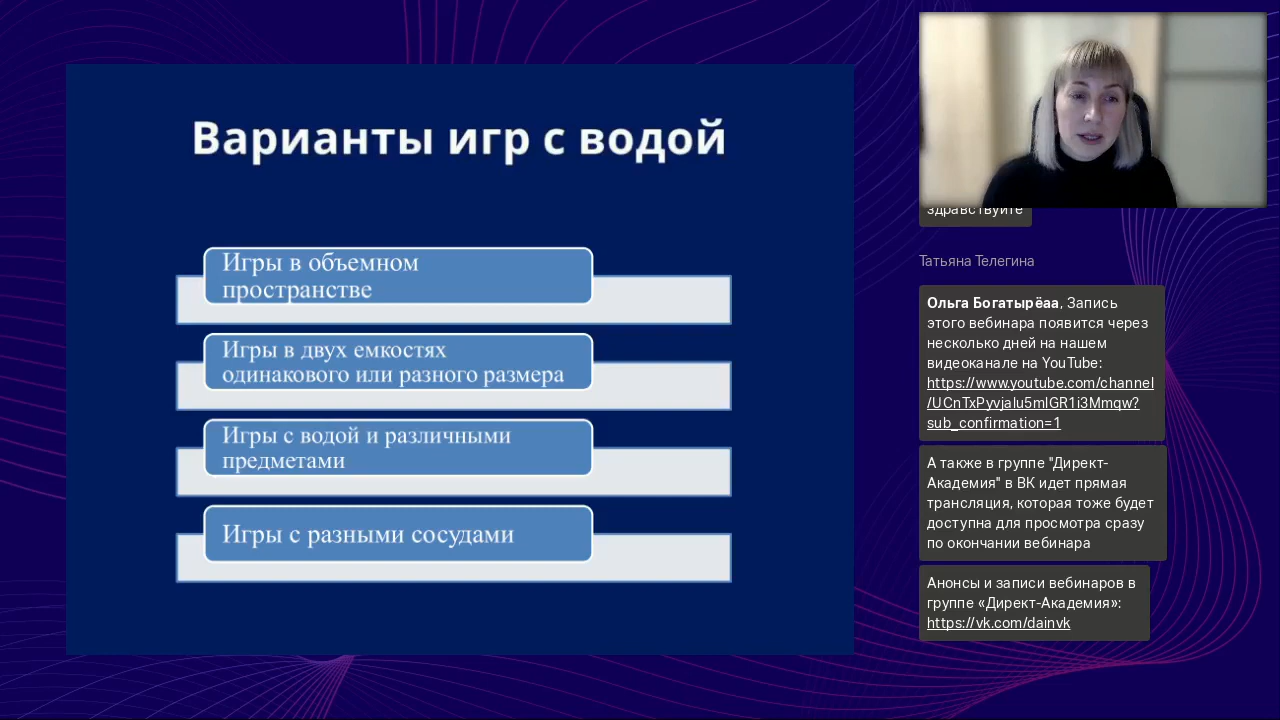 Варианты игр с водой
Игры в объемном
пространстве
Игры в двух емкостях
одинакового или разного размера
Игры с водой и различными
предметами
Игры с разными сосудами
здравствуйте
Татьяна Телегина
Ольга Богатырёаа, Запись
этого вебинара появится через
несколько дней на нашем
видеоканале на YouTube:
https://www.youtube.com/channel
/UCnTxPyvjalu5mlGR1i3Mmqw?
sub_confirmation=1
А также в группе "Директ-
Академия" в ВК идет прямая
трансляция, которая тоже будет
доступна для просмотра сразу
по окончании вебинара
Анонсы и записи вебинаров в
группе «Директ-Академия»:
https://vk.com/dainvk